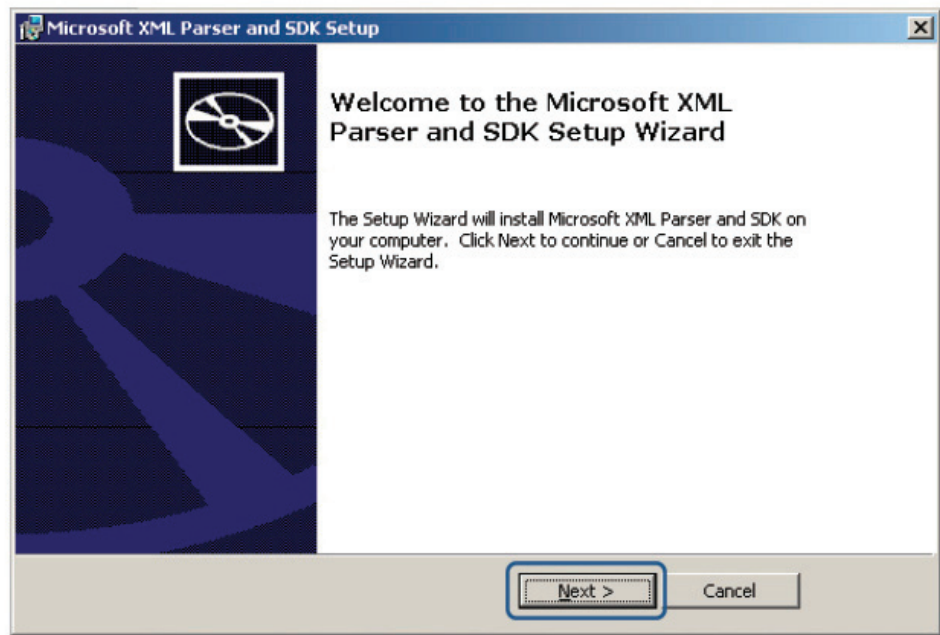 Microsoft XML Parser and SDK Setup
Welcome to the Microsoft XML
Parser and SDK Setup Wizard
The Setup Wizard will install Microsoft XML Parser and SDK on
your computer. Click Next to continue or Cancel to exit the
Setup Wizard.
Next >
Cancel